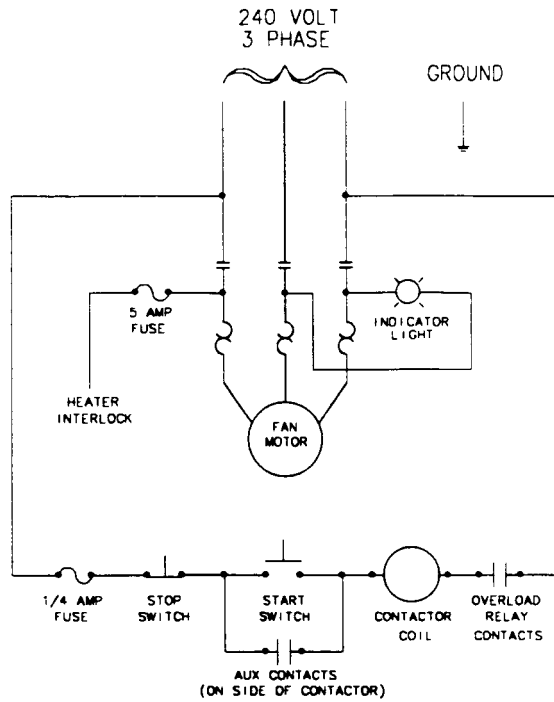 240 VOLT
3 PHASE
GROUND
5 AMP
FUSE
INDICATOR
LIGHT
HEATER
INTERLOCK
FAN
MOTOR
1/4 AMP
FUSE
STOP
SWITCH
START
SWITCH
CONTACTOR
COIL
OVERLOAD
RELAY
CONTACTS
AUX CONTACTS
(ON SIDE OF CONTACTOR)